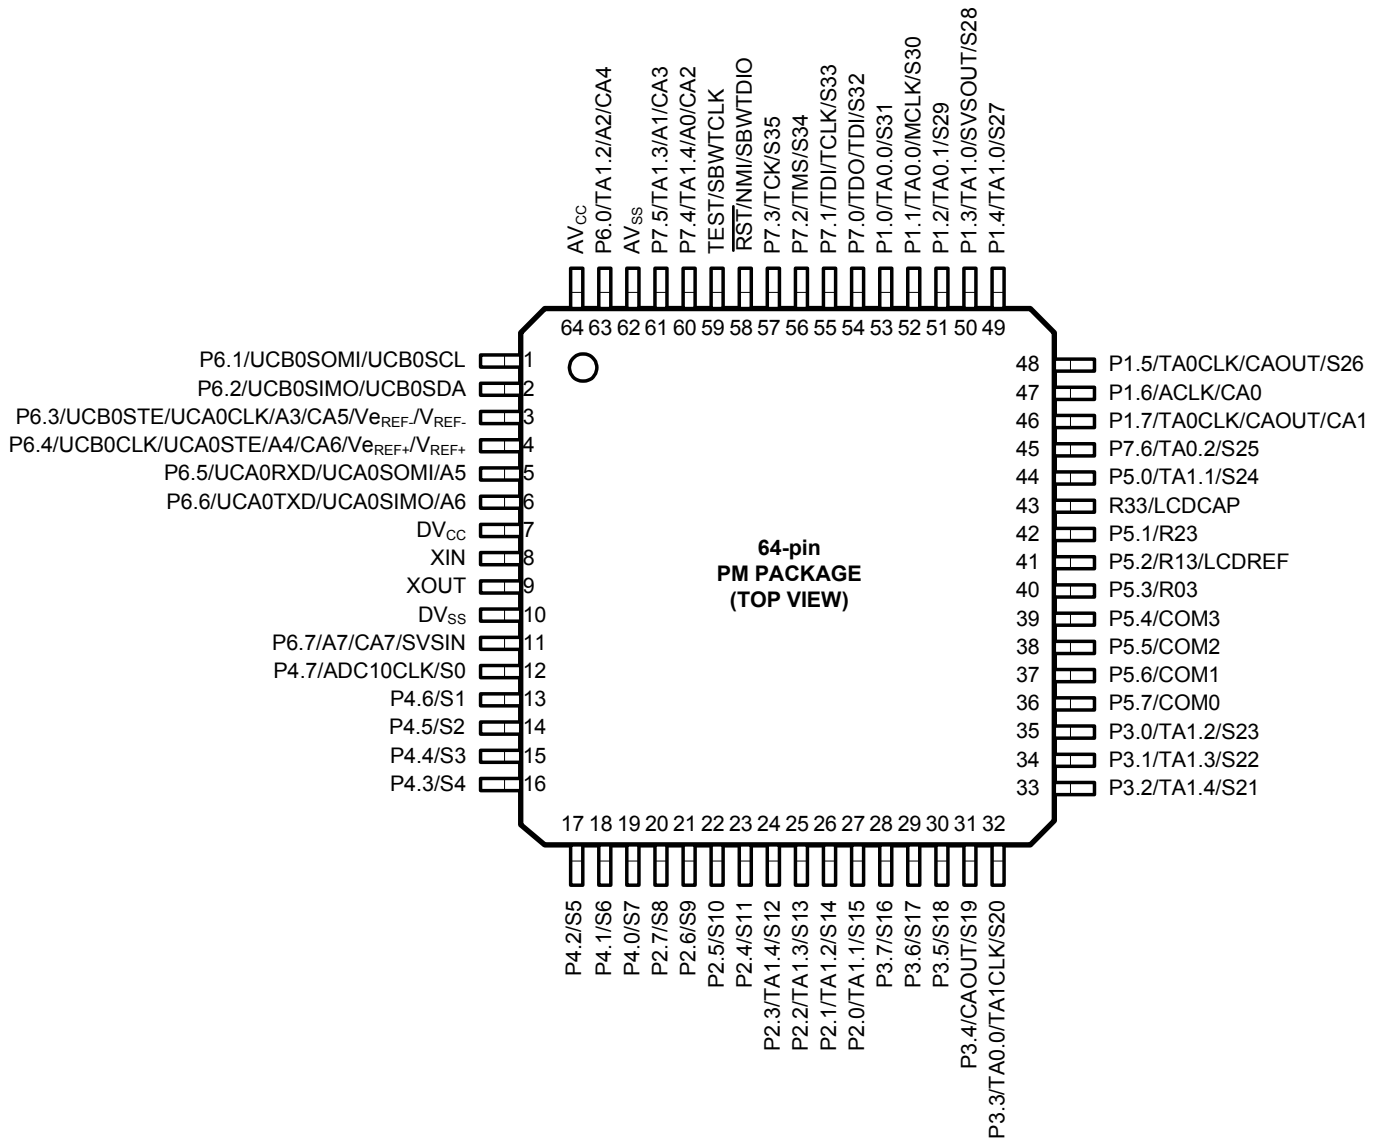 AVCC
P6.0/TA1.2/A2/CA4
AVSS
P7.5/TA1.3/A1/CA3
P7.4/TA1.4/A0/CA2
TEST/SBWTCLK
RST/NMI/SBWTDIO
P7.3/TCK/S35
P7.2/TMS/S34
P7.1/TDI/TCLK/S33
P7.0/TDO/TDI/S32
P1.0/TA0.0/S31
P1.1/TA0.0/MCLK/S30
P1.2/TA0.1/S29
P1.3/TA1.0/SVSOUT/S28
P1.4/TA1.0/S27
64 63 62 61 60 59 58 57 56 55 54 53 52 51 50 49
P6.1/UCB0SOMI/UCB0SCL 1
P6.2/UCB0SIMO/UCB0SDA 2
P6.3/UCB0STE/UCA0CLK/A3/CA5/VeREF-/VREF- 3
P6.4/UCB0CLK/UCA0STE/A4/CA6/VeREF+/VREF+ 4
P6.5/UCA0RXD/UCA0SOMI/A5 5
P6.6/UCA0TXD/UCA0SIMO/A6 6
DVCC 7
XIN 8
XOUT 9
DVSS 10
P6.7/A7/CA7/SVSIN 11
P4.7/ADC10CLK/S0 12
P4.6/S1 13
P4.5/S2 14
P4.4/S3 15
P4.3/S4 16
64-pin
PM PACKAGE
(TOP VIEW)
48 P1.5/TA0CLK/CAOUT/S26
47 P1.6/ACLK/CA0
46 P1.7/TA0CLK/CAOUT/CA1
45 P7.6/TA0.2/S25
44 P5.0/TA1.1/S24
43 R33/LCDCAP
42 P5.1/R23
41 P5.2/R13/LCDREF
40 P5.3/R03
39 P5.4/COM3
38 P5.5/COM2
37 P5.6/COM1
36 P5.7/COM0
35 P3.0/TA1.2/S23
34 P3.1/TA1.3/S22
33 P3.2/TA1.4/S21
17 18 19 20 21 22 23 24 25 26 27 28 29 30 31 32
P4.2/S5
P4.1/S6
P4.0/S7
P2.7/S8
P2.6/S9
P2.5/S10
P2.4/S11
P2.3/TA1.4/S12
P2.2/TA1.3/S13
P2.1/TA1.2/S14
P2.0/TA1.1/S15
P3.7/S16
P3.6/S17
P3.5/S18
P3.4/CAOUT/S19
P3.3/TA0.0/TA1CLK/S20